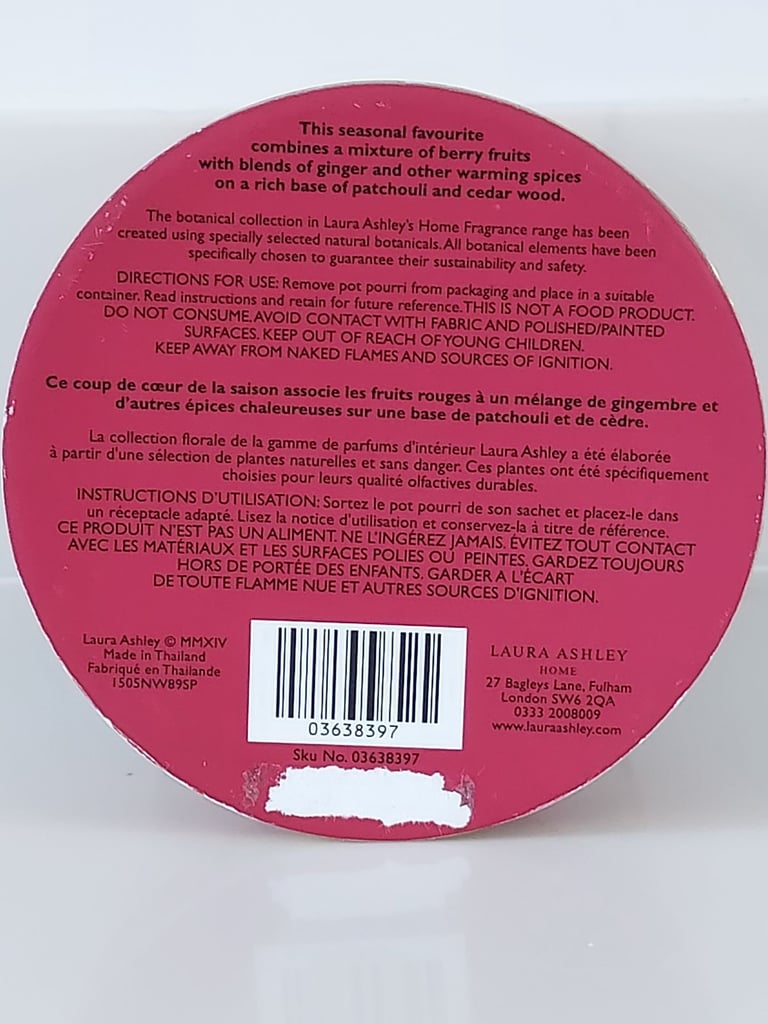 This seasonal favourite
combines a mixture of berry fruits
with blends of ginger and other warming spices
on a rich base of patchouli and cedar wood.
The botanical collection in Laura Ashley's Home Fragrance range has been
created using specially selected natural botanicals. All botanical elements have been
specifically chosen to guarantee their sustainability and safety.
DIRECTIONS FOR USE: Remove pot pourri from packaging and place in a suitable
container. Read instructions and retain for future reference. THIS IS NOT A FOOD PRODUCT.
DO NOT CONSUME. AVOID CONTACT WITH FABRIC AND POLISHED/PAINTED
SURFACES. KEEP OUT OF REACH OF YOUNG CHILDREN.
KEEP AWAY FROM NAKED FLAMES AND SOURCES OF IGNITION.
Ce coup de cœur de la saison associe les fruits rouges à un mélange de gingembre et
d'autres épices chaleureuses sur une base de patchouli et de cèdre.
La collection florale de la gamme de parfums d'intérieur Laura Ashley a été élaborée
à partir d'une sélection de plantes naturelles et sans danger. Ces plantes ont été spécifiquement
choisies pour leurs qualité olfactives durables.
INSTRUCTIONS D'UTILISATION: Sortez le pot pourri de son sachet et placez-le dans
un réceptacle adapté. Lisez la notice d'utilisation et conservez-la à titre de référence.
CE PRODUIT N'EST PAS UN ALIMENT. NE L'INGÉREZ JAMAIS. ÉVITEZ TOUT CONTACT
AVEC LES MATÉRIAUX ET LES SURFACES POLIES OU PEINTES. GARDEZ TOUJOURS
HORS DE PORTÉE DES ENFANTS. GARDER A L'ÉCART
DE TOUTE FLAMME NUE ET AUTRES SOURCES D'IGNITION.
Laura Ashley © MMXIV
Made in Thailand
Fabriqué en Thaïlande
1505NW89SP
03638397
Sku No. 03638397
LAURA ASHLEY
HOME
27 Bagleys Lane, Fulham
London SW6 2QA
0333 2008009
www.lauraashley.com